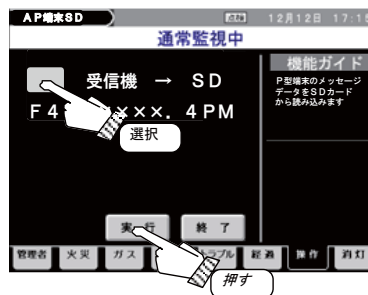 AP端末SD 点検 12月12日 17:15
通常監視中
受信機 → SD
F4 ×××. 4PM
選択
機能ガイド
P型端末のメッセージ
データをSDカード
から読み込みます
実行 終了
管理者 火災 ガス ラブル 経過 操作 消灯
押す